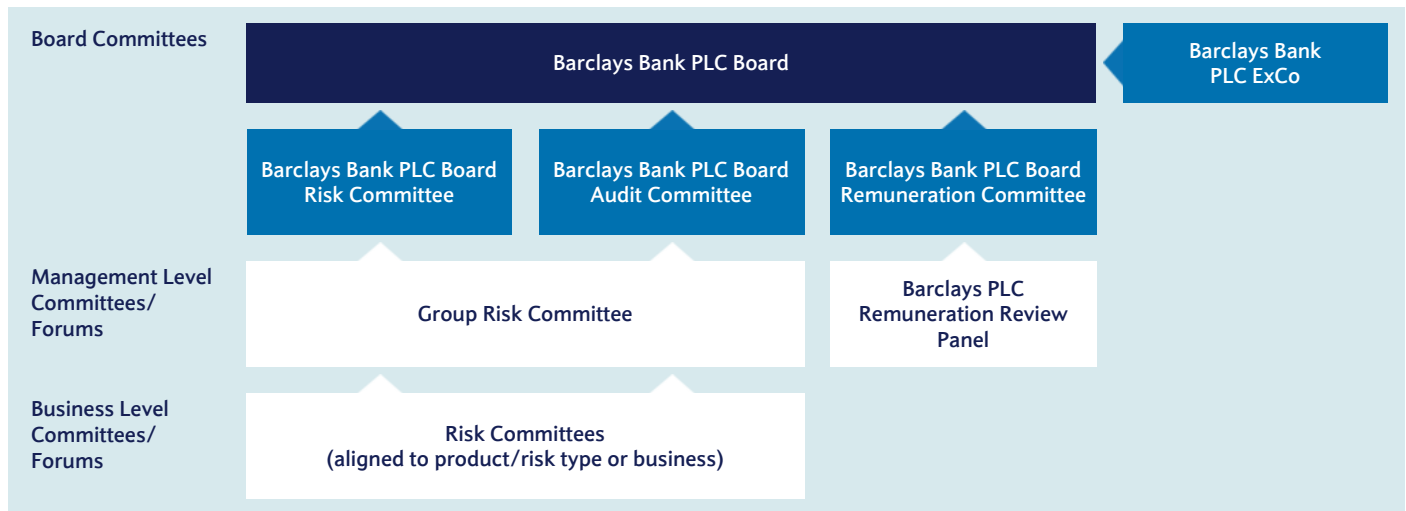 Board Committees
Barclays Bank PLC Board
Barclays Bank
PLC ExCo
Barclays Bank PLC Board
Risk Committee
Barclays Bank PLC Board
Audit Committee
Barclays Bank PLC Board
Remuneration Committee
Management Level
Committees/
Forums
Group Risk Committee
Barclays PLC
Remuneration Review
Panel
Business Level
Committees/
Forums
Risk Committees
(aligned to product/risk type or business)